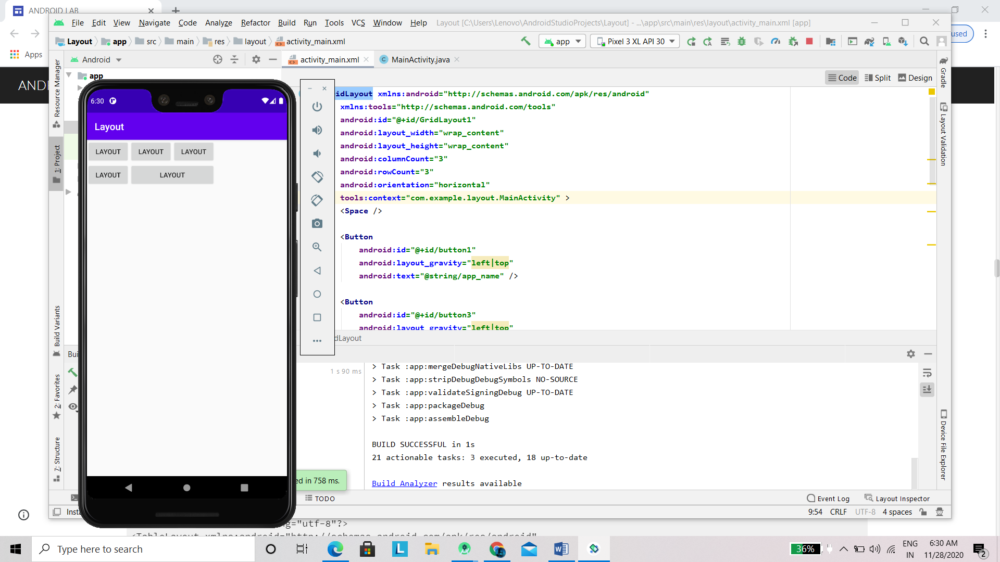 ANDROID LAB
File Edit View Navigate Code Analyze Refactor Build Run Tools VCS Window Help Layout [C:\Users\Lenovo\AndroidStudioProjects\Layout] - ...\app\src\main\res\layout\activity_main.xml [app]
Layout app src main res layout activity_main.xml
app Pixel 3 XL API 30
used
Apps
Android
activity_main.xml MainActivity.java
app
Code Split Design
AND
Resource Manager
1: Project
Build Variants
2: Favorites
7: Structure
Gradle
Layout Validation
Device File Explorer
6:30
Layout
LAYOUT LAYOUT LAYOUT
LAYOUT LAYOUT
idLayout xmlns:android="http://schemas.android.com/apk/res/android"
xmlns:tools="http://schemas.android.com/tools"
android:id="@+id/GridLayout1"
android:layout_width="wrap_content"
android:layout_height="wrap_content"
android:columnCount="3"
android:rowCount="3"
android:orientation="horizontal"
tools:context="com.example.layout.MainActivity" >
<Space />
<Button
android:id="@+id/button1"
android:layout_gravity="left|top"
android:text="@string/app_name" />
<Button
android:id="@+id/button3"
android:layout_gravity="left|top"
dLayout
Bui
1 s 90 ms
> Task :app:mergeDebugNativeLibs UP-TO-DATE
> Task :app:stripDebugDebugSymbols NO-SOURCE
> Task :app:validateSigningDebug UP-TO-DATE
> Task :app:packageDebug
> Task :app:assembleDebug
BUILD SUCCESSFUL in 1s
21 actionable tasks: 3 executed, 18 up-to-date
Build Analyzer results available
ed in 758 ms.
TODO
Event Log Layout Inspector
Insta
9:54 CRLF UTF-8 4 spaces
g="utf-8"?>
<TableLayout xmlns:android="http://schemas.android.com/apk/res/android"
Type here to search
36%
ENG
IN
6:30 AM
11/28/2020
2